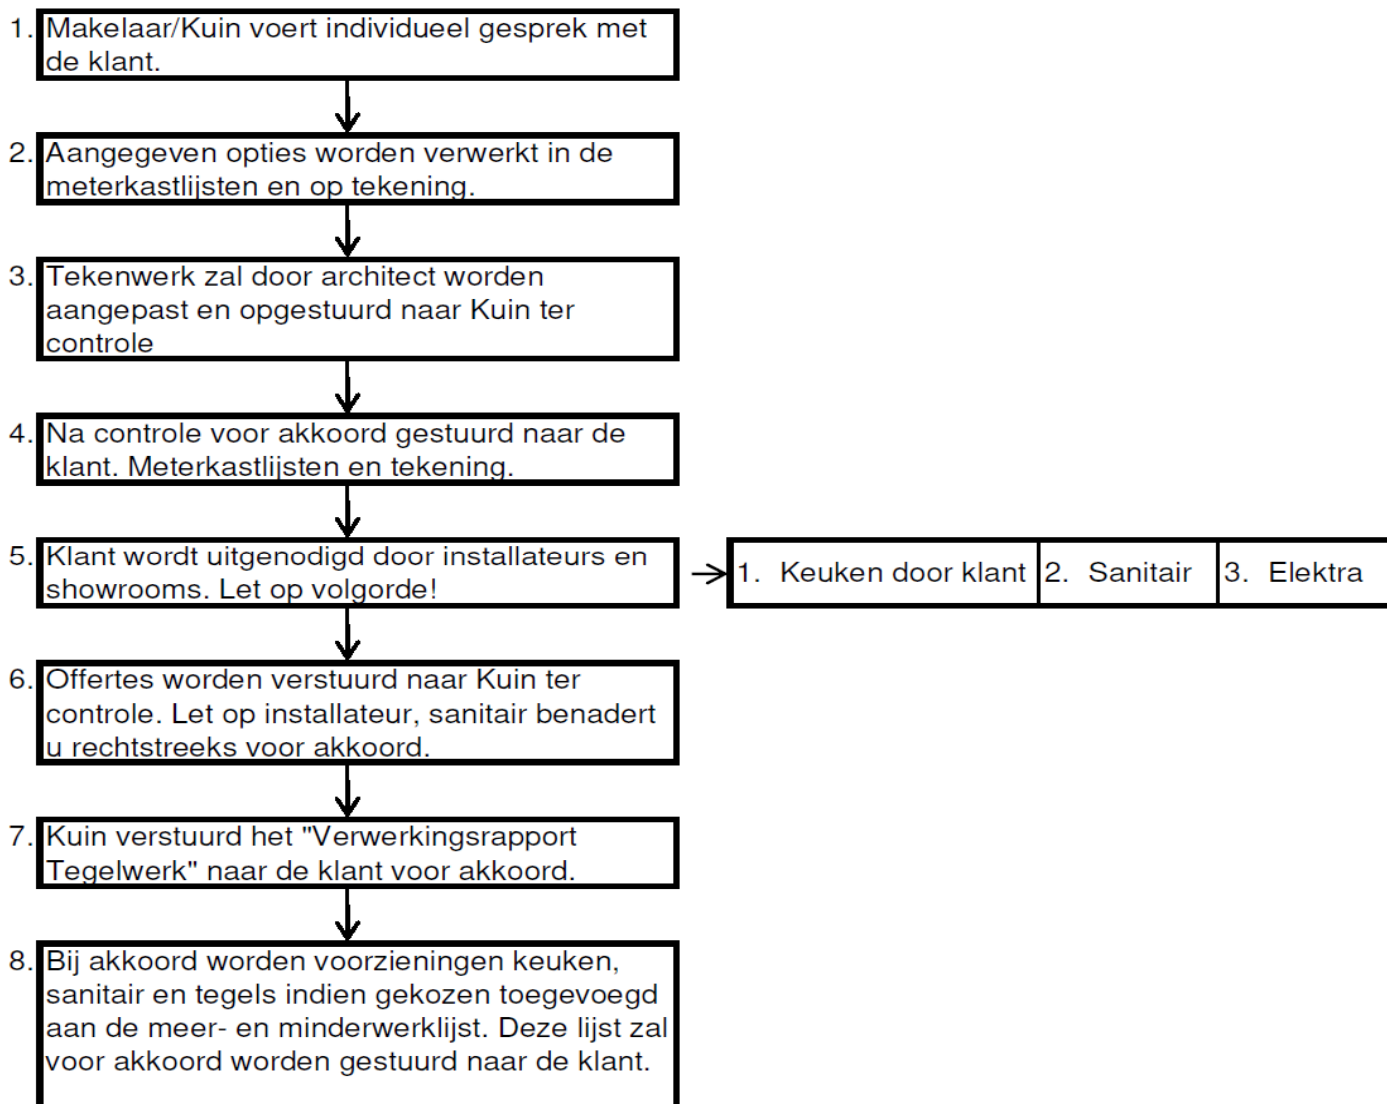 1. Makelaar/Kuin voert individueel gesprek met
de klant.
2. Aangegeven opties worden verwerkt in de
meterkastlijsten en op tekening.
3. Tekenwerk zal door architect worden
aangepast en opgestuurd naar Kuin ter
controle
4. Na controle voor akkoord gestuurd naar de
klant. Meterkastlijsten en tekening.
5. Klant wordt uitgenodigd door installateurs en
showrooms. Let op volgorde!
1. Keuken door klant 2. Sanitair 3. Elektra
6. Offertes worden verstuurd naar Kuin ter
controle. Let op installateur, sanitair benadert
u rechtstreeks voor akkoord.
7. Kuin verstuurd het "Verwerkingsrapport
Tegelwerk" naar de klant voor akkoord.
8. Bij akkoord worden voorzieningen keuken,
sanitair en tegels indien gekozen toegevoegd
aan de meer- en minderwerklijst. Deze lijst zal
voor akkoord worden gestuurd naar de klant.